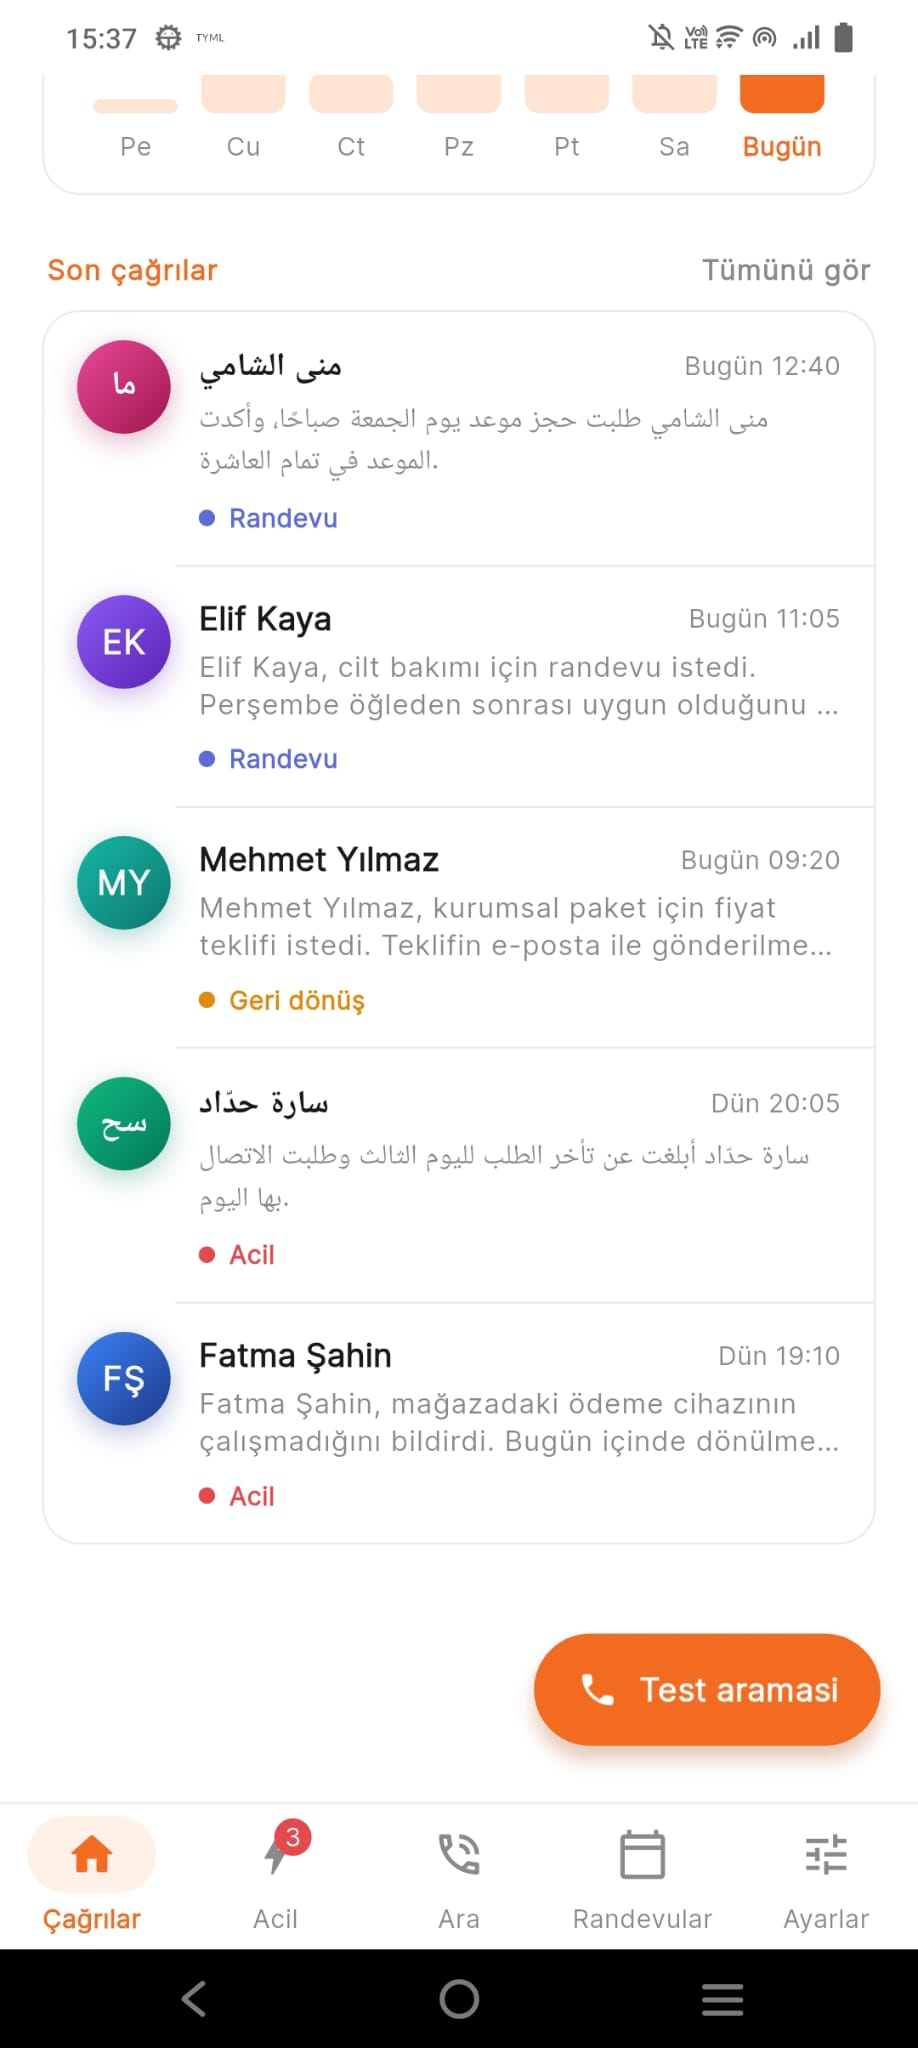 15:37 TYML VoLTE
Pe Cu Ct Pz Pt Sa Bugün
Son çağrılar Tümünü gör
ما منى الشامي Bugün 12:40
منى الشامي طلبت حجز موعد يوم الجمعة صباحًا، وأكدت
الموعد في تمام العاشرة.
Randevu
EK Elif Kaya Bugün 11:05
Elif Kaya, cilt bakımı için randevu istedi.
Perşembe öğleden sonrası uygun olduğunu ...
Randevu
MY Mehmet Yılmaz Bugün 09:20
Mehmet Yılmaz, kurumsal paket için fiyat
teklifi istedi. Teklifin e-posta ile gönderilme...
Geri dönüş
سح سارة حدّاد Dün 20:05
سارة حدّاد أبلغت عن تأخر الطلب لليوم الثالث وطلبت الاتصال
بها اليوم.
Acil
FŞ Fatma Şahin Dün 19:10
Fatma Şahin, mağazadaki ödeme cihazının
çalışmadığını bildirdi. Bugün içinde dönülme...
Acil
Test aramasi
3
Çağrılar Acil Ara Randevular Ayarlar